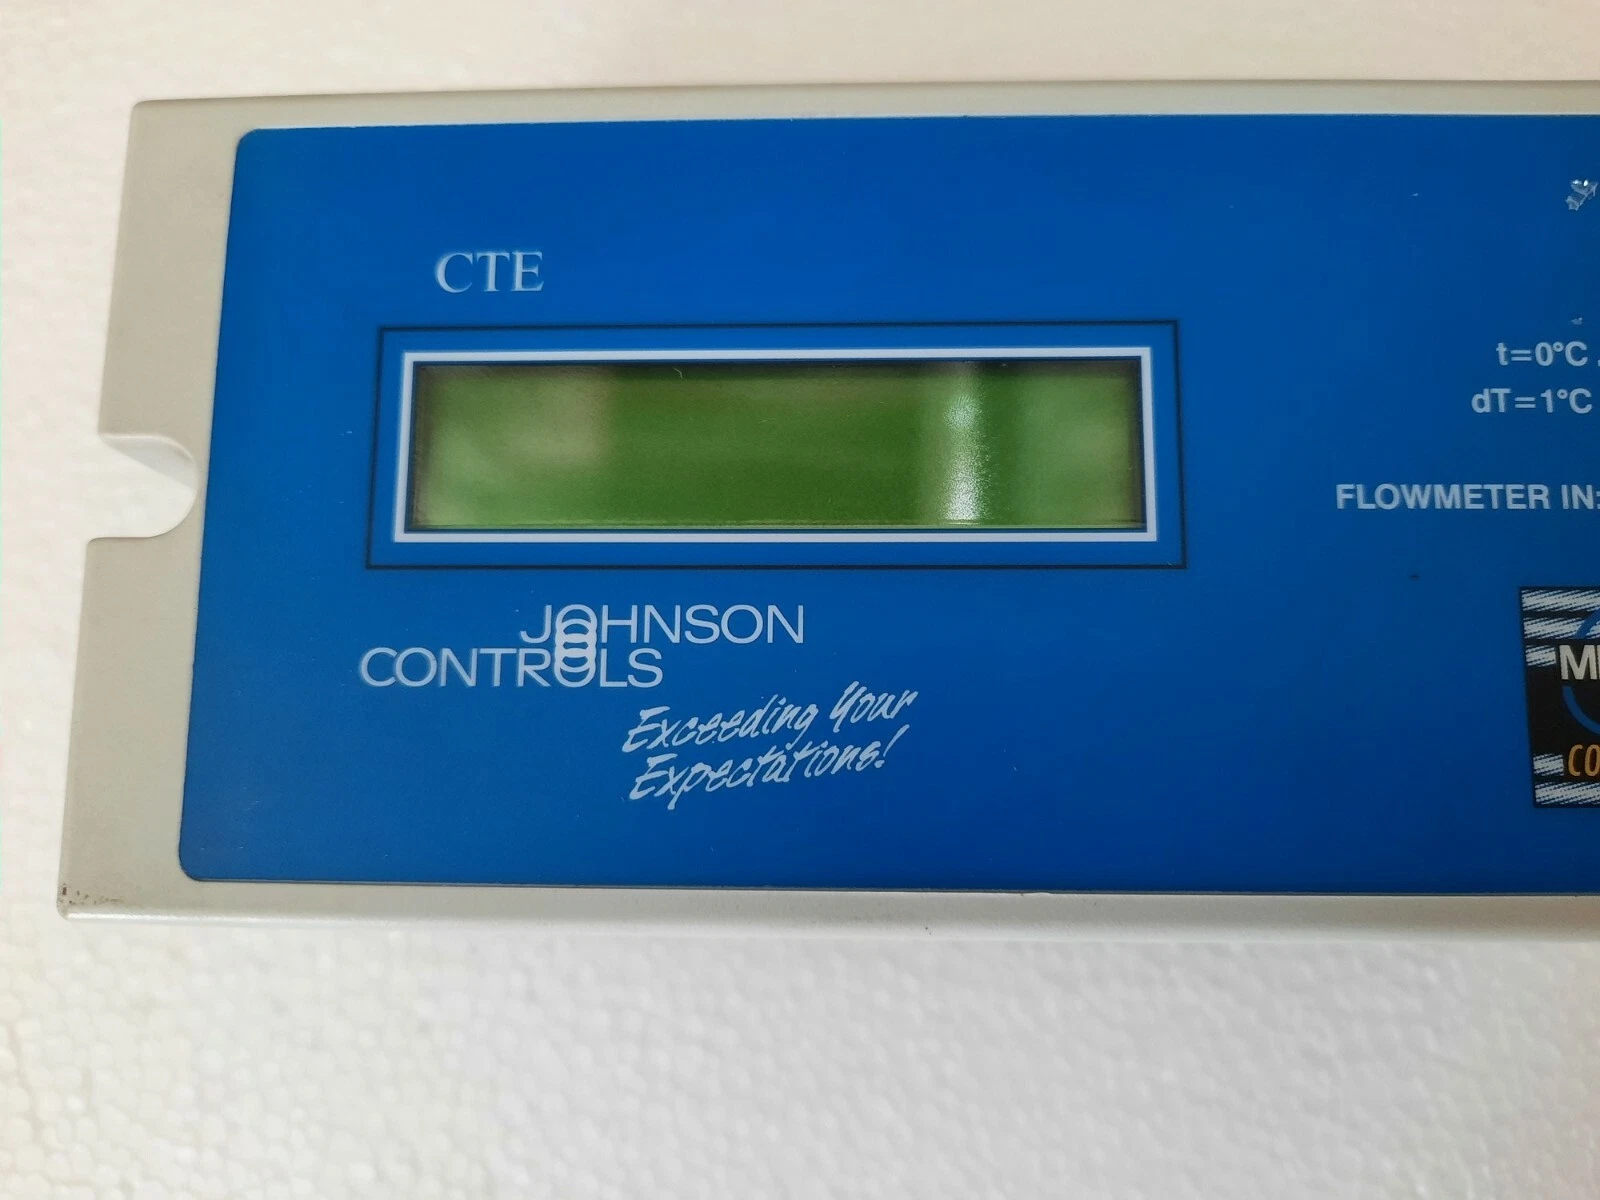 CTE
t=0°C
dT=1°C
FLOWMETER IN:
JOHNSON
CONTROLS
Exceeding Your
Expectations!